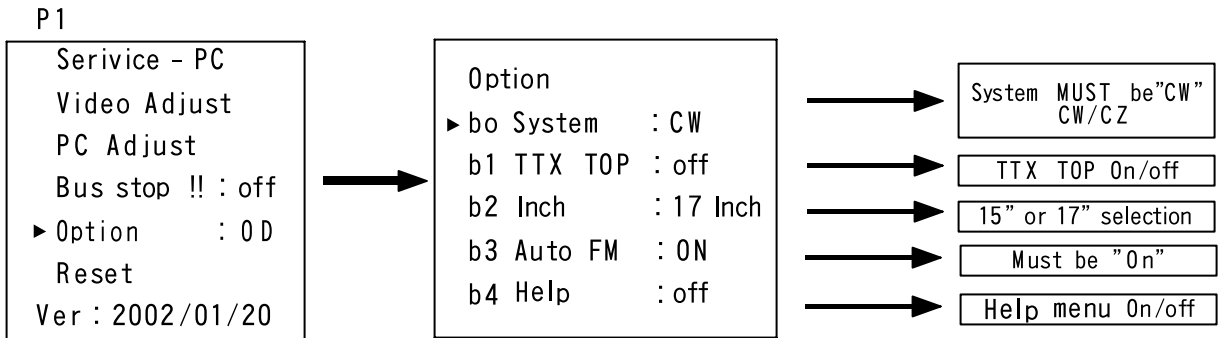 P1
Serivice - PC
Video Adjust
PC Adjust
Bus stop !! : off
▶ Option : 0D
Reset
Ver : 2002/01/20
Option
▶ bo System : CW
b1 TTX TOP : off
b2 Inch : 17 Inch
b3 Auto FM : ON
b4 Help : off
System MUST be"CW"
CW/CZ
TTX TOP On/off
15" or 17" selection
Must be "On"
Help menu On/off